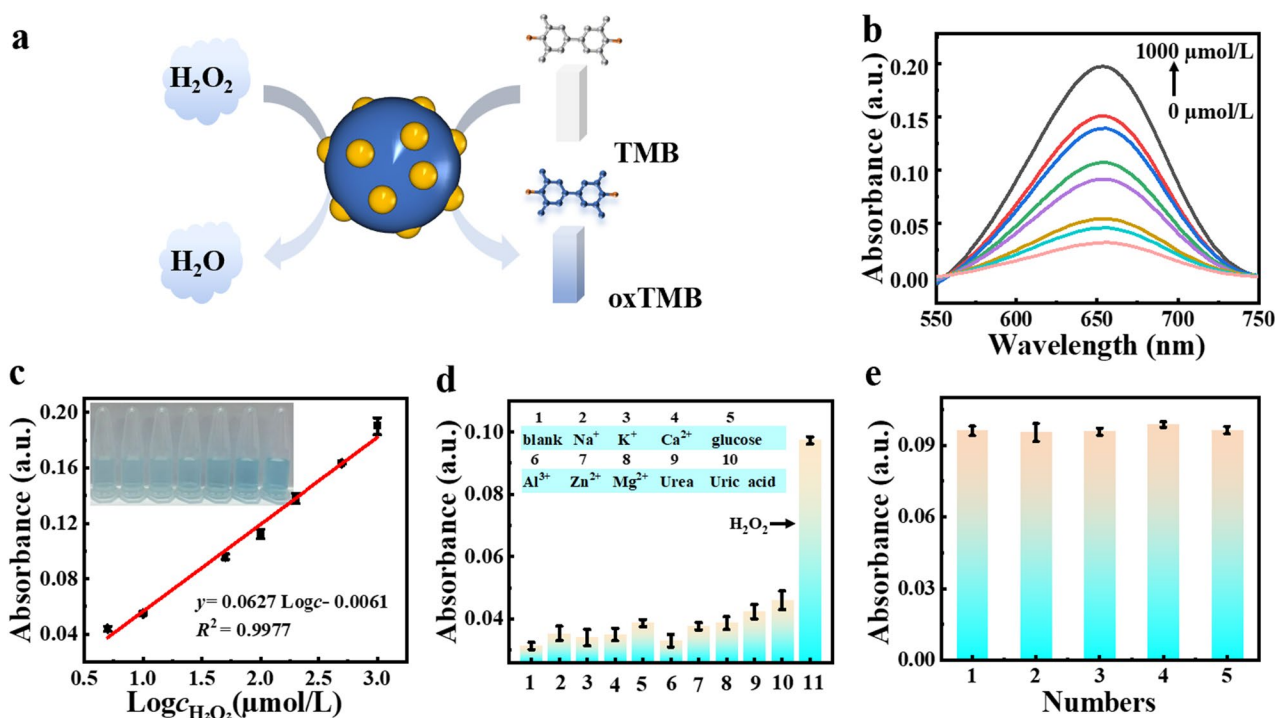 a
H₂O₂
TMB
H₂O
oxTMB
b
Absorbance (a.u.)
0.20
0.15
0.10
0.05
0.00
1000 μmol/L
0 μmol/L
550 600 650 700 750
Wavelength (nm)
c
Absorbance (a.u.)
0.20
0.16
0.12
0.08
0.04
y= 0.0627 Logc− 0.0061
R² = 0.9977
0.5 1.0 1.5 2.0 2.5 3.0
Logc H₂O₂ (μmol/L)
d
Absorbance (a.u.)
0.10
0.08
0.06
0.04
1 2 3 4 5
blank Na⁺ K⁺ Ca²⁺ glucose
6 7 8 9 10
Al³⁺ Zn²⁺ Mg²⁺ Urea Uric acid
H₂O₂
1 2 3 4 5 6 7 8 9 10 11
e
Absorbance (a.u.)
0.09
0.06
0.03
0.00
1 2 3 4 5
Numbers